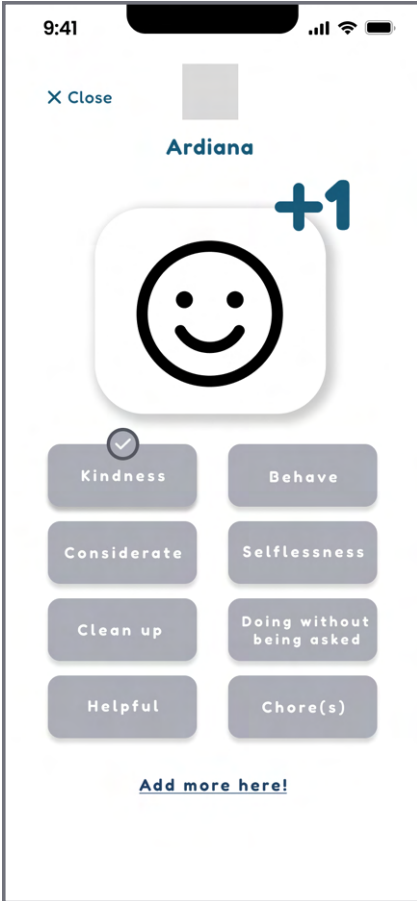 9:41
Close
Ardiana
+1
Kindness
Behave
Considerate
Selflessness
Clean up
Doing without
being asked
Helpful
Chore(s)
Add more here!